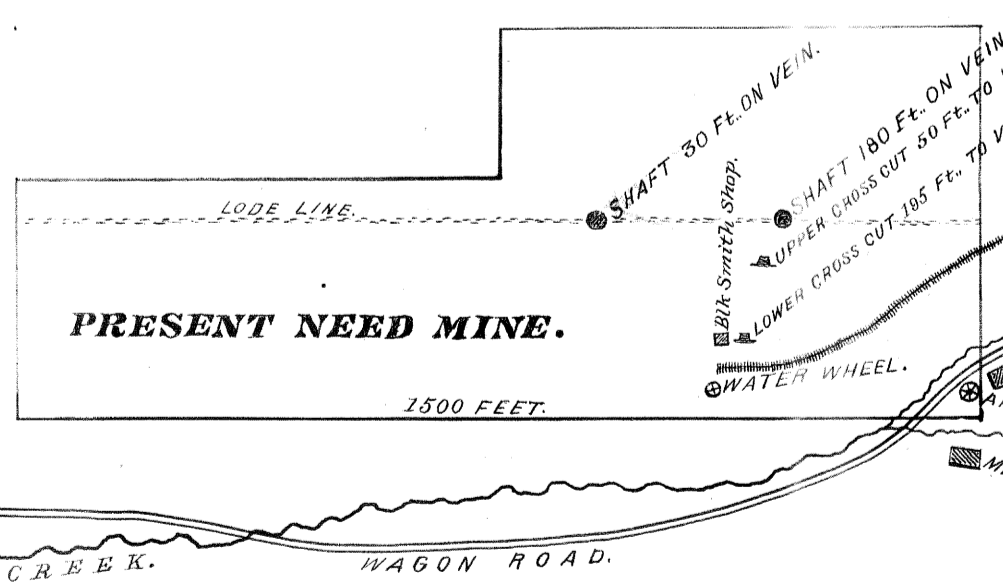 LODE LINE.
SHAFT 30 Ft.. ON VEIN.
SHAFT 180 Ft.. ON VEIN
UPPER CROSS CUT 50 Ft.. TO
LOWER CROSS CUT 195 Ft.. TO V
Blk Smith Shop.
PRESENT NEED MINE.
WATER WHEEL.
1500 FEET.
CREEK.
WAGON ROAD.